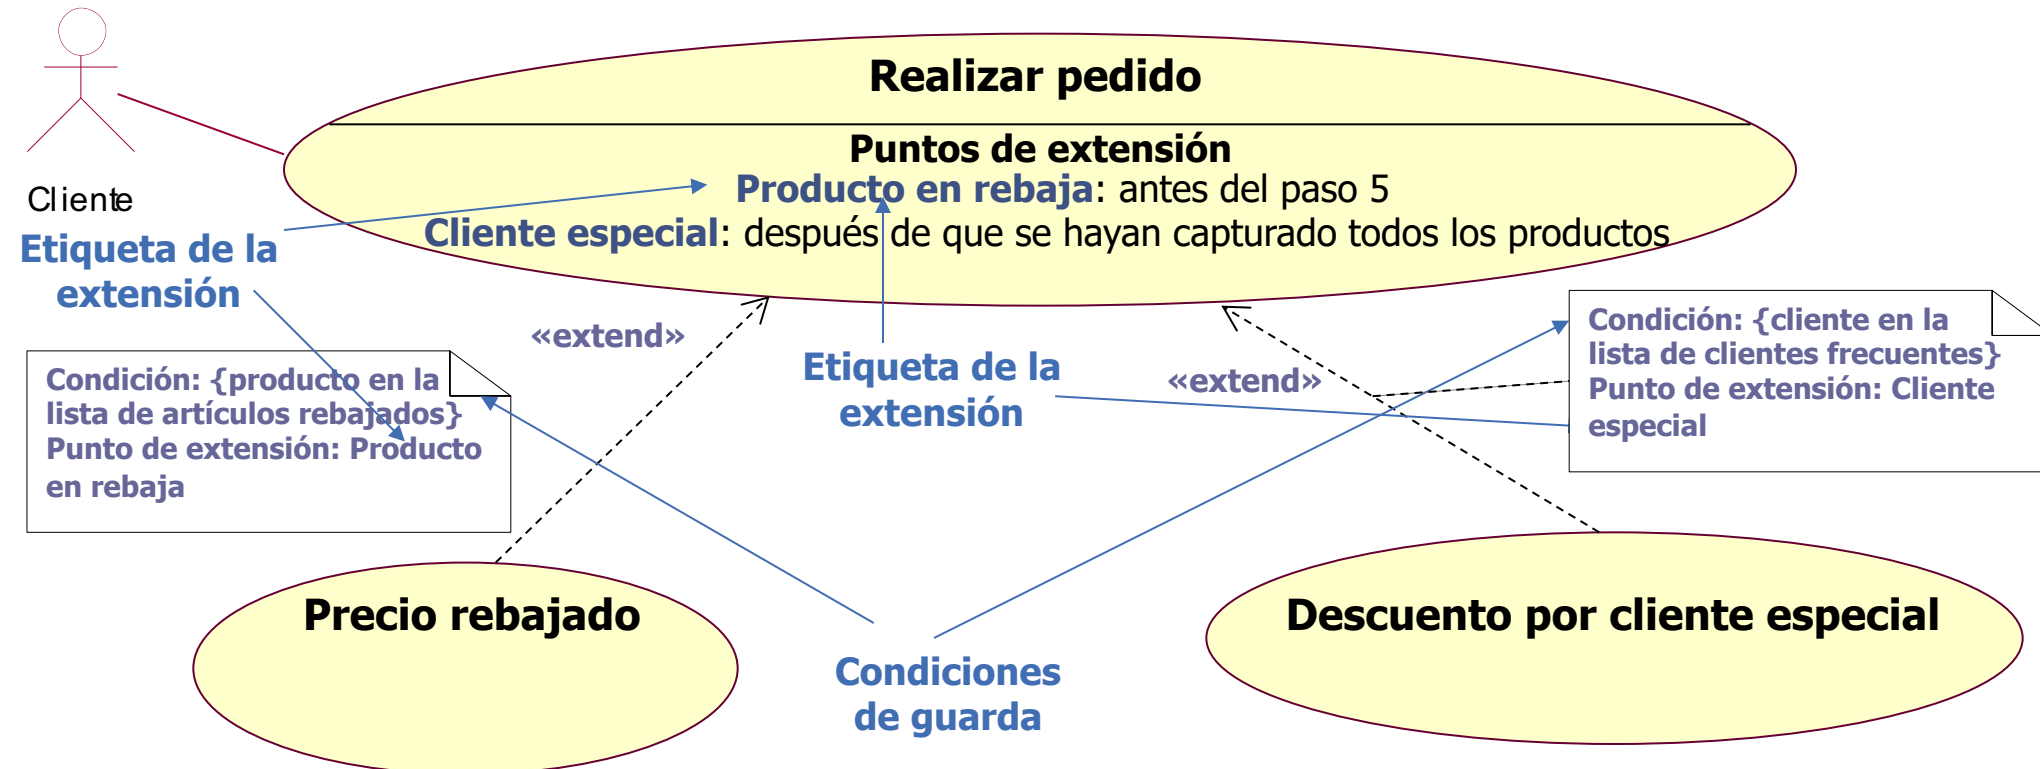 Realizar pedido
Puntos de extensión
Producto en rebaja: antes del paso 5
Cliente especial: después de que se hayan capturado todos los productos
Cliente
Etiqueta de la
extensión
«extend»
Condición: {producto en la
lista de artículos rebajados}
Punto de extensión: Producto
en rebaja
Etiqueta de la
extensión
«extend»
Condición: {cliente en la
lista de clientes frecuentes}
Punto de extensión: Cliente
especial
Precio rebajado
Condiciones
de guarda
Descuento por cliente especial